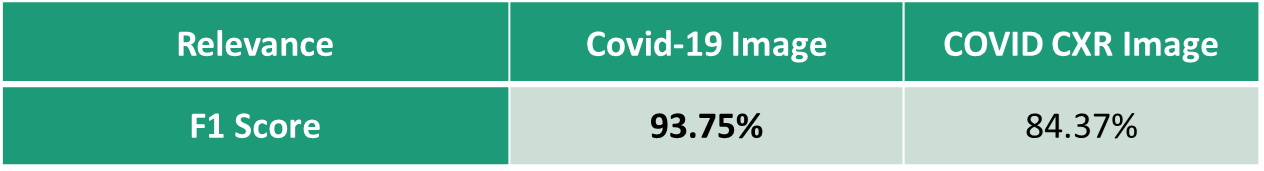 Relevance Covid-19 Image COVID CXR Image
F1 Score 93.75% 84.37%